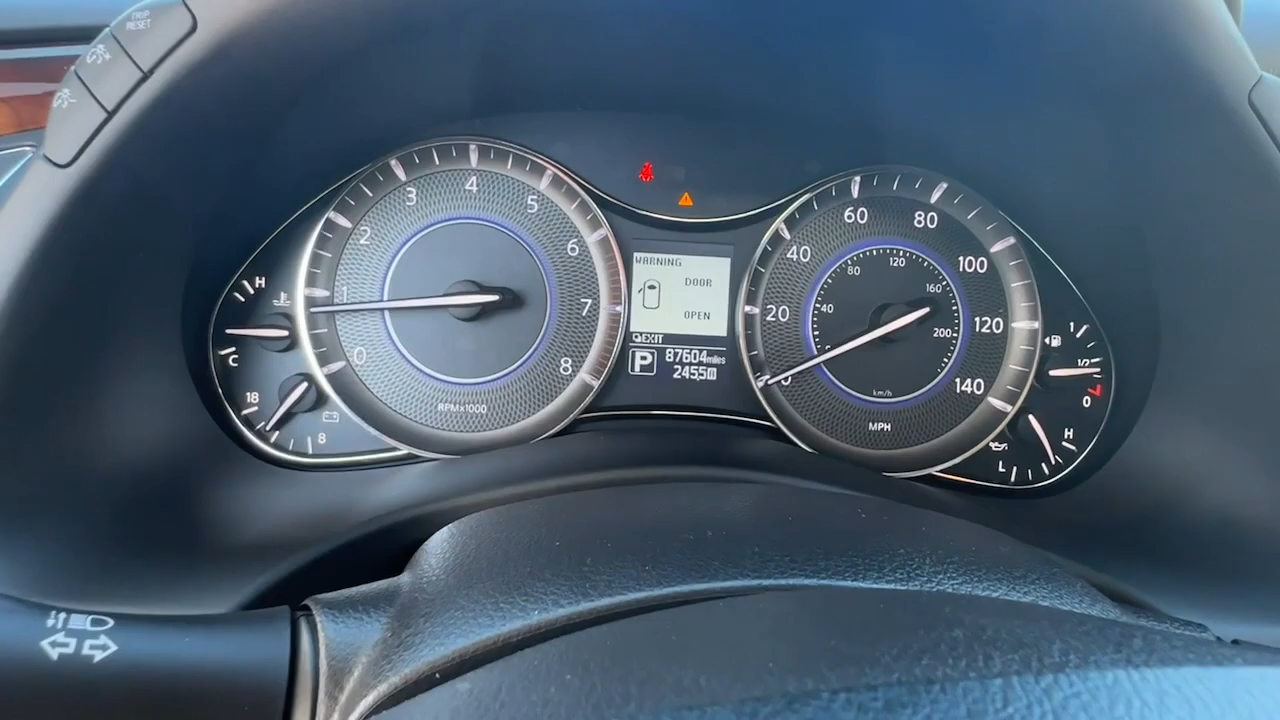 TRIP
RESET
H
C
18
8
0
1
2
3
4
5
6
7
8
RPMx1000
WARNING
DOOR
OPEN
EXIT
P
87604miles
245.5
20
40
60
80
100
120
140
40
80
120
160
200
km/h
MPH
1
1/2
0
H
L